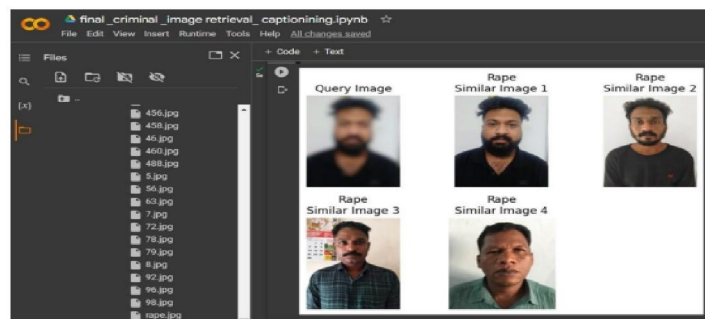 final _criminal _image retrieval_ captionining.ipynb
File Edit View Insert Runtime Tools Help All changes saved
Files
+ Code + Text
{x}
..
456.jpg
458.jpg
46.jpg
460.jpg
488.jpg
5.jpg
56.jpg
63.jpg
7.jpg
72.jpg
78.jpg
79.jpg
8.jpg
92.jpg
96.jpg
98.jpg
rape.jpg
Query Image
Rape
Similar Image 1
Rape
Similar Image 2
Rape
Similar Image 3
Rape
Similar Image 4